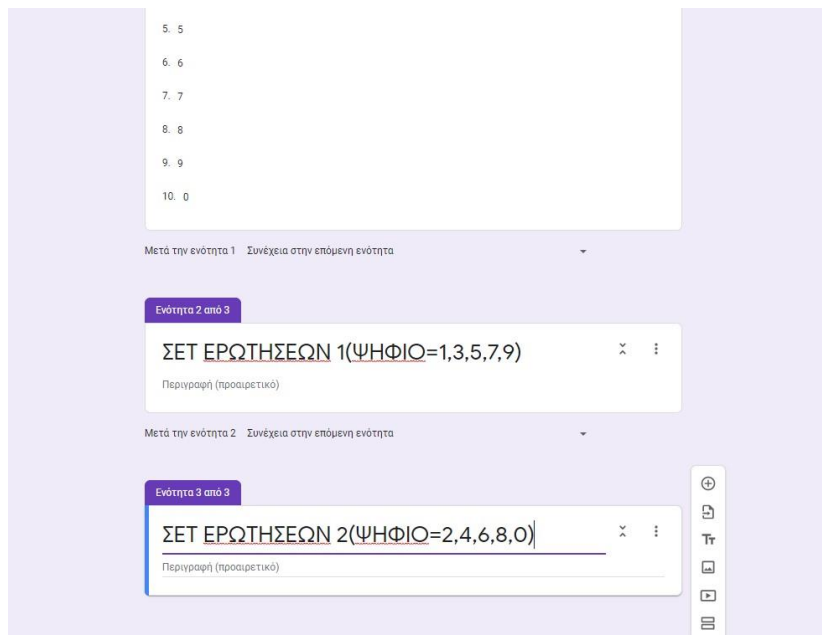 5. 5
6. 6
7. 7
8. 8
9. 9
10. 0
Μετά την ενότητα 1 Συνέχεια στην επόμενη ενότητα
Ενότητα 2 από 3
ΣΕΤ ΕΡΩΤΗΣΕΩΝ 1(ΨΗΦΙΟ=1,3,5,7,9)
Περιγραφή (προαιρετικό)
Μετά την ενότητα 2 Συνέχεια στην επόμενη ενότητα
Ενότητα 3 από 3
ΣΕΤ ΕΡΩΤΗΣΕΩΝ 2(ΨΗΦΙΟ=2,4,6,8,0)
Περιγραφή (προαιρετικό)
Tт